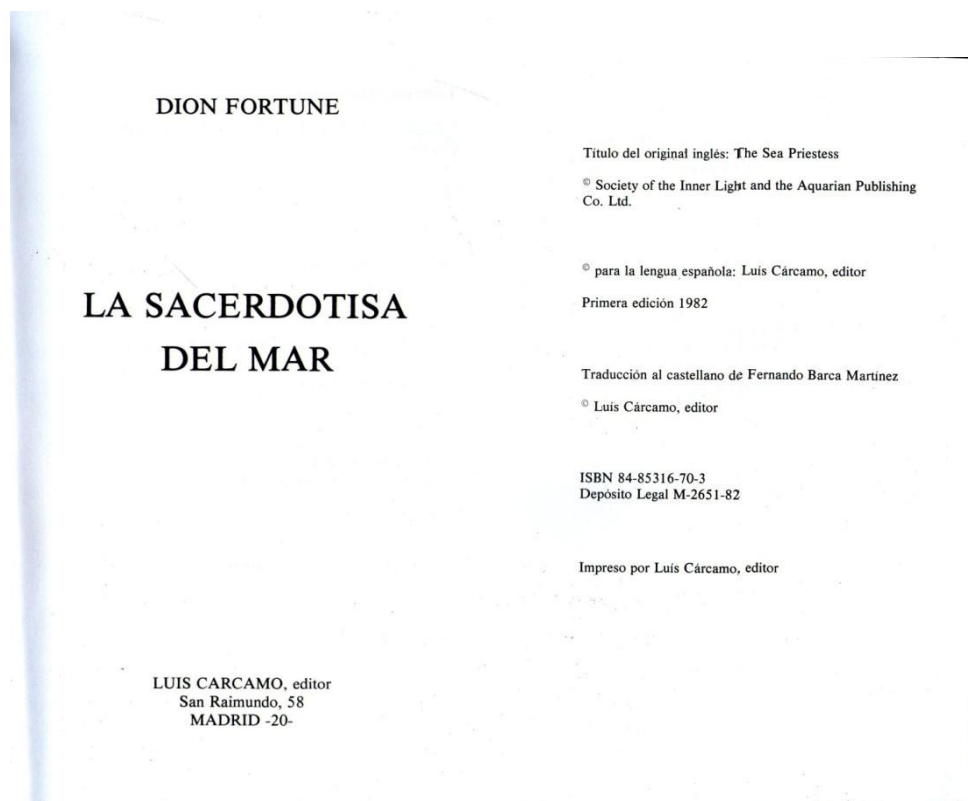 DION FORTUNE
LA SACERDOTISA
DEL MAR
LUIS CARCAMO, editor
San Raimundo, 58
MADRID -20-
Título del original inglés: The Sea Priestess
© Society of the Inner Light and the Aquarian Publishing
Co. Ltd.
© para la lengua española: Luís Cárcamo, editor
Primera edición 1982
Traducción al castellano de Fernando Barca Martínez
© Luís Cárcamo, editor
ISBN 84-85316-70-3
Depósito Legal M-2651-82
Impreso por Luís Cárcamo, editor